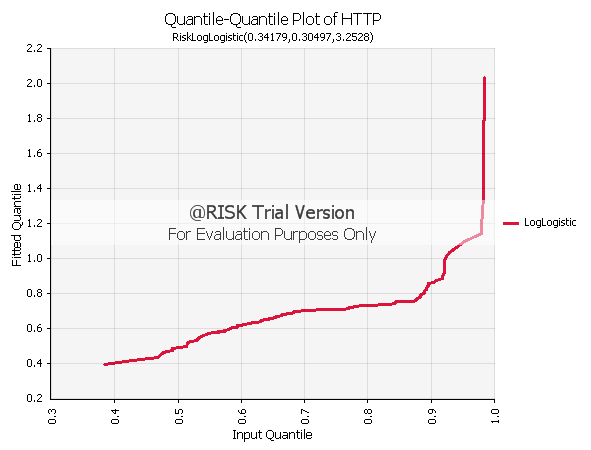 Quantile-Quantile Plot of HTTP
RiskLogLogistic(0.34179,0.30497,3.2528)
2.2
2.0
1.8
1.6
1.4
1.2
1.0
0.8
0.6
0.4
0.2
Fitted Quantile
@RISK Trial Version
For Evaluation Purposes Only
LogLogistic
0.3
0.4
0.5
0.6
0.7
0.8
0.9
1.0
Input Quantile